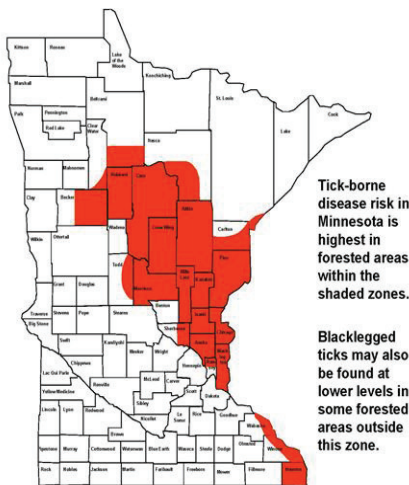 Kittson
Roseau
Lake of the Woods
Marshall
Koochiching
Beltrami
St. Louis
Cook
Lake
Pennington
Polk
Red Lake
Clear Water
Itasca
Norman
Mahnomen
Hubbard
Cass
Clay
Becker
Aitkin
Carlton
Wadena
Crow Wing
Wilkin
Ottertail
Pine
Todd
Mille Lacs
Kanabec
Grant
Douglas
Morrison
Traverse
Stevens
Pope
Stearns
Benton
Isanti
Chisago
Big Stone
Sherburne
Anoka
Swift
Kandiyohi
Meeker
Wright
Hennepin
Chippewa
Lac Qui Parle
McLeod
Carver
Scott
Dakota
Yellow Medicine
Renville
Sibley
Lincoln
Lyon
Redwood
Nicollet
Le Sueur
Rice
Goodhue
Brown
Murray
Cottonwood
Watonwan
Blue Earth
Waseca
Steele
Dodge
Olmsted
Winona
Rock
Nobles
Jackson
Martin
Faribault
Freeborn
Mower
Fillmore
Houston
Tick-borne
disease risk in
Minnesota is
highest in
forested areas
within the
shaded zones.
Blacklegged
ticks may also
be found at
lower levels in
some forested
areas outside
this zone.